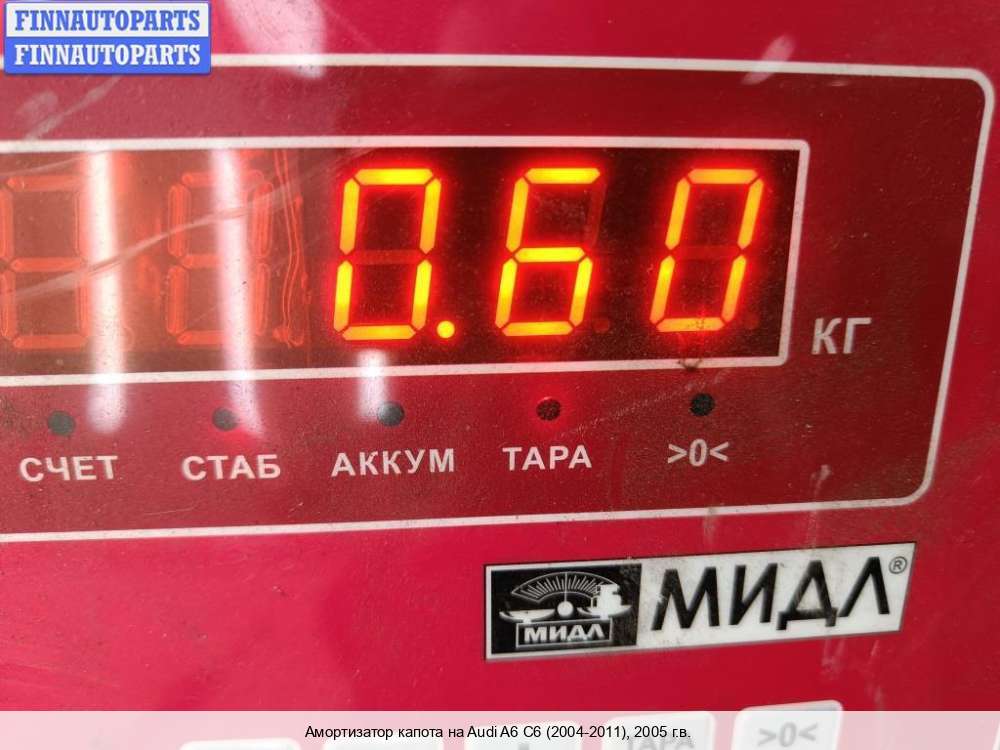 FINNAUTOPARTS
FINNAUTOPARTS
0.60
КГ
СЧЕТ СТАБ АККУМ ТАРА >0<
МИДЛ МИДЛ®
ТАРА >0<
Амортизатор капота на Audi A6 C6 (2004-2011), 2005 г.в.